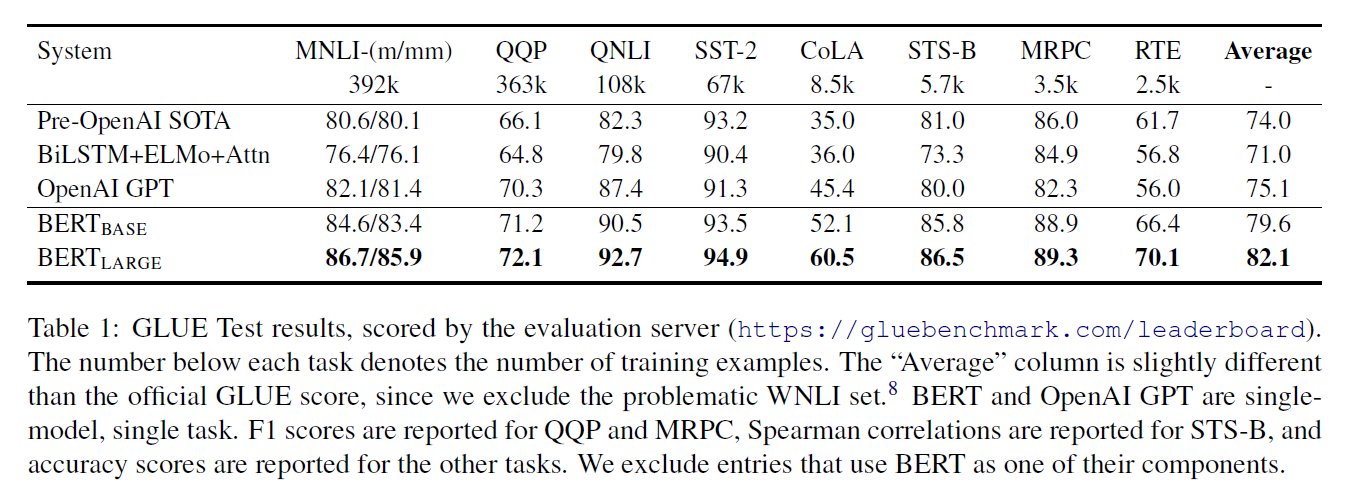 System MNLI-(m/mm) QQP QNLI SST-2 CoLA STS-B MRPC RTE Average
392k 363k 108k 67k 8.5k 5.7k 3.5k 2.5k -
Pre-OpenAI SOTA 80.6/80.1 66.1 82.3 93.2 35.0 81.0 86.0 61.7 74.0
BiLSTM+ELMo+Attn 76.4/76.1 64.8 79.8 90.4 36.0 73.3 84.9 56.8 71.0
OpenAI GPT 82.1/81.4 70.3 87.4 91.3 45.4 80.0 82.3 56.0 75.1
BERTBASE 84.6/83.4 71.2 90.5 93.5 52.1 85.8 88.9 66.4 79.6
BERTLARGE 86.7/85.9 72.1 92.7 94.9 60.5 86.5 89.3 70.1 82.1
Table 1: GLUE Test results, scored by the evaluation server (https://gluebenchmark.com/leaderboard).
The number below each task denotes the number of training examples. The “Average” column is slightly different
than the official GLUE score, since we exclude the problematic WNLI set.8 BERT and OpenAI GPT are single-
model, single task. F1 scores are reported for QQP and MRPC, Spearman correlations are reported for STS-B, and
accuracy scores are reported for the other tasks. We exclude entries that use BERT as one of their components.